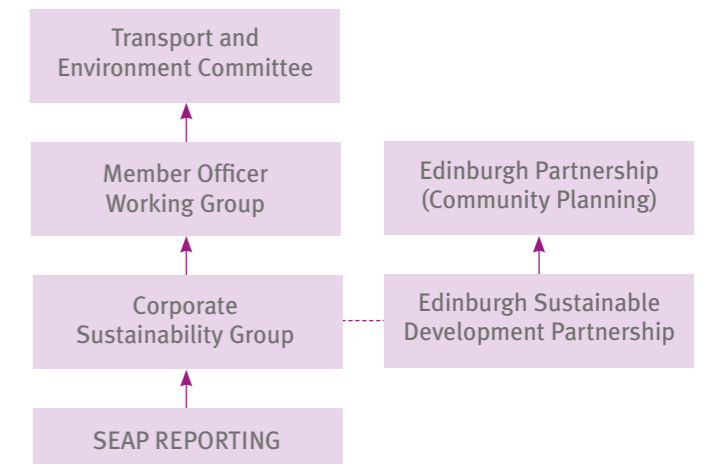 Transport and
Environment Committee
Member Officer
Working Group
Edinburgh Partnership
(Community Planning)
Corporate
Sustainability Group
Edinburgh Sustainable
Development Partnership
SEAP REPORTING